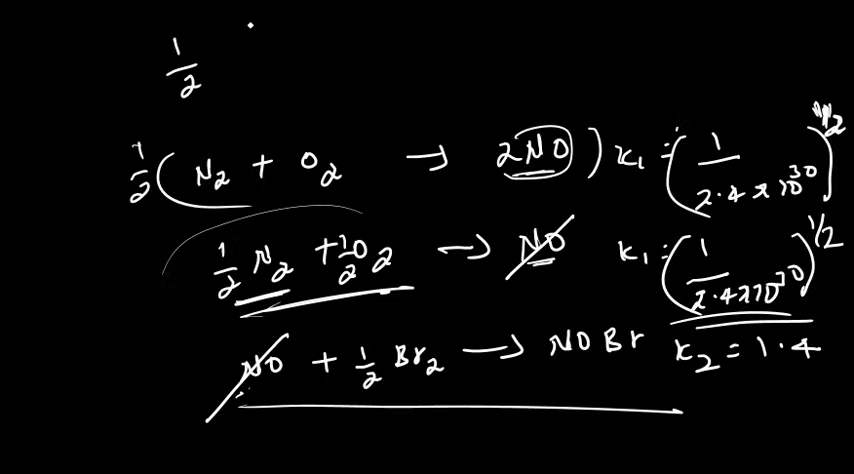 1/2
1/2 ( N2 + O2 → 2NO ) K1 = (1/2.4 x 10^30)^1/2
1/2 N2 + 1/2 O2 → NO K1 = (1/2.4 x 10^30)^1/2
NO + 1/2 Br2 → NOBr K2 = 1.4